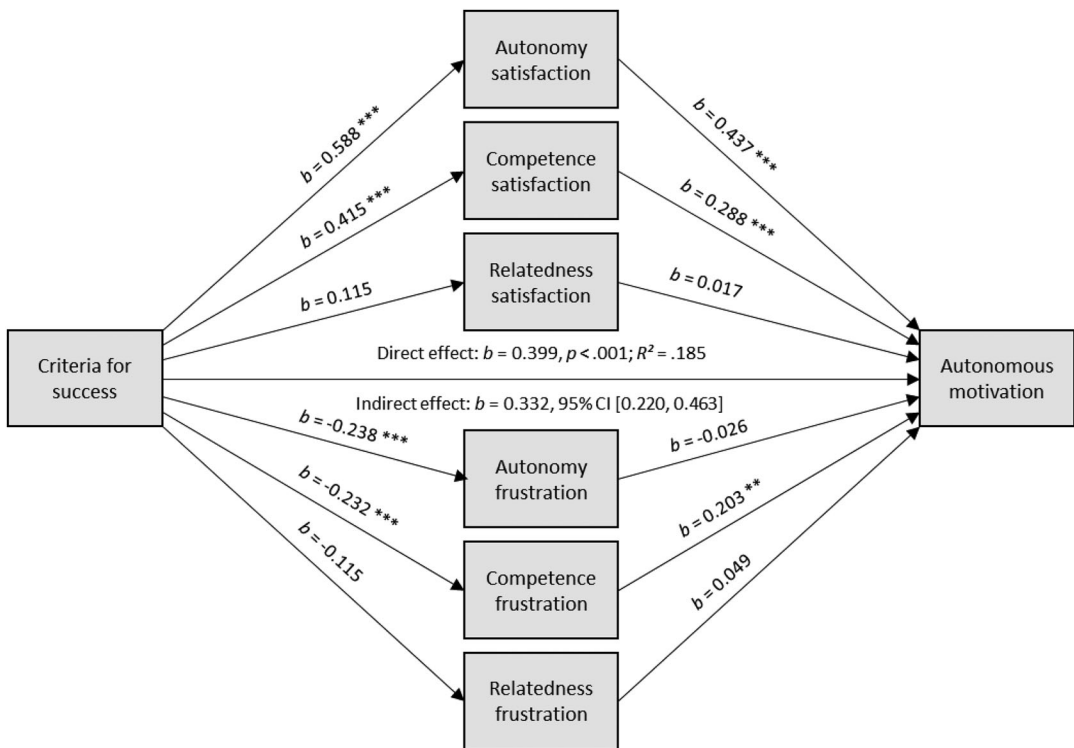 Autonomy
satisfaction
b = 0.588 ***
b = 0.437 ***
Competence
satisfaction
b = 0.415 ***
b = 0.288 ***
Relatedness
satisfaction
b = 0.115
b = 0.017
Criteria for
success
Direct effect: b = 0.399, p < .001; R² = .185
Autonomous
motivation
Indirect effect: b = 0.332, 95% CI [0.220, 0.463]
b = -0.238 ***
b = -0.026
Autonomy
frustration
b = -0.232 ***
b = 0.203 **
Competence
frustration
b = -0.115
b = 0.049
Relatedness
frustration